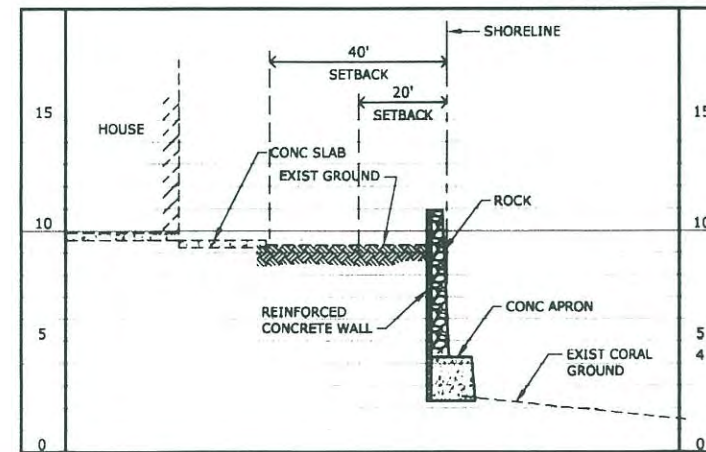 SHORELINE
40'
SETBACK
20'
SETBACK
15
15
HOUSE
CONC SLAB
EXIST GROUND
ROCK
10
10
REINFORCED
CONCRETE WALL
CONC APRON
5
5
4
EXIST CORAL
GROUND
0
0